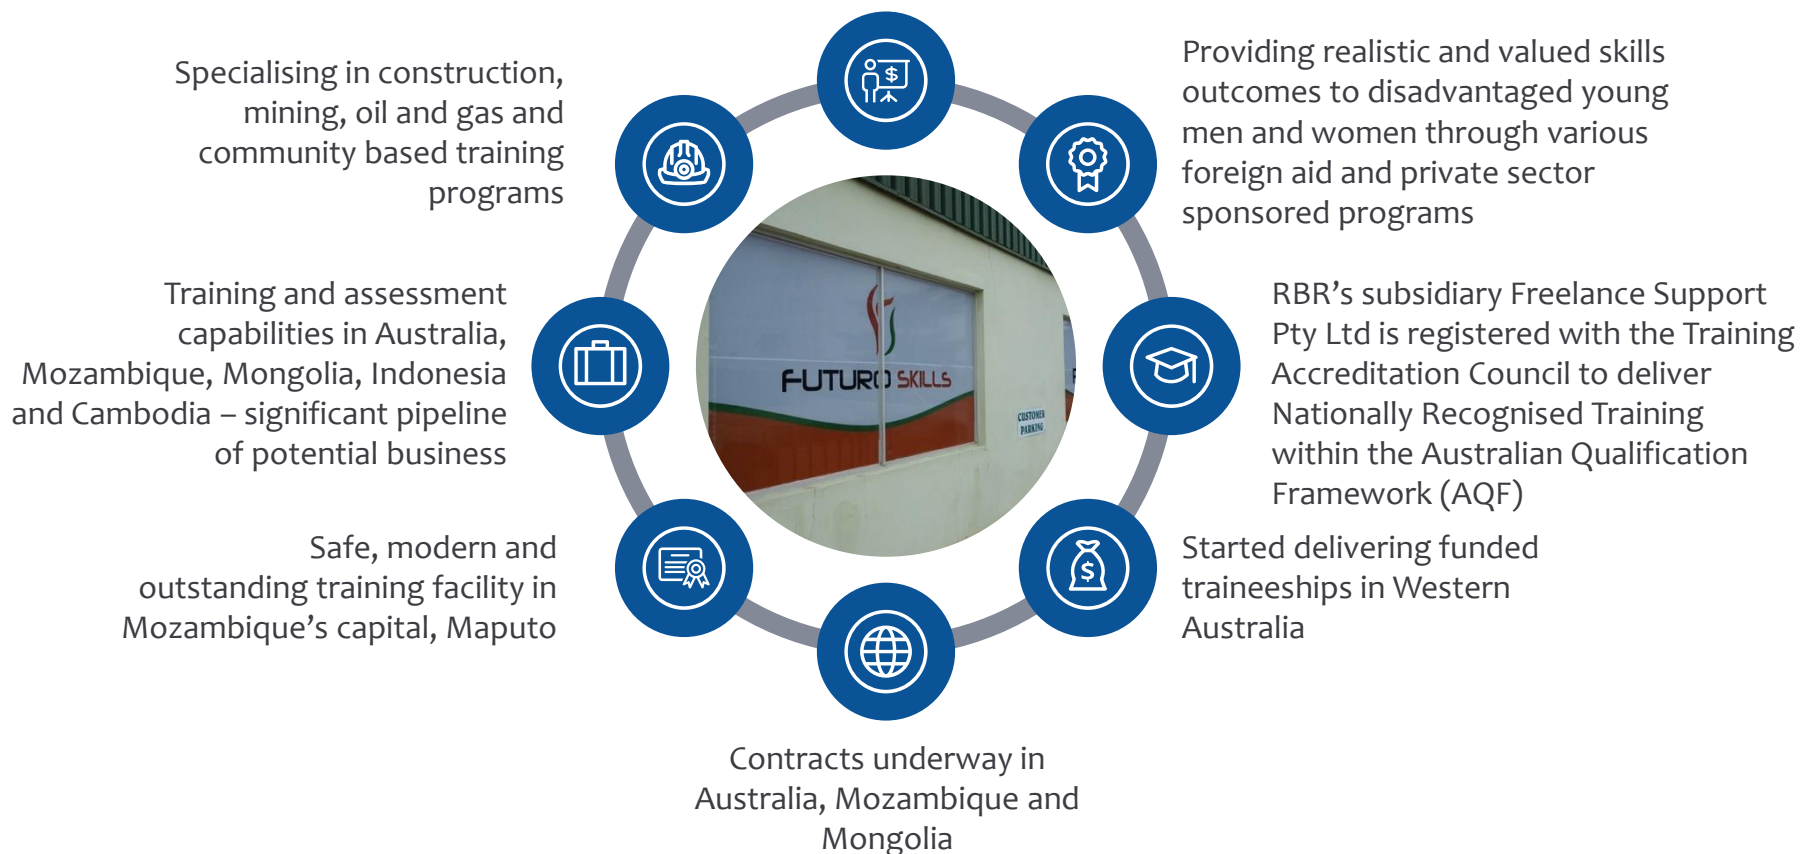 Specialising in construction,
mining, oil and gas and
community based training
programs
Providing realistic and valued skills
outcomes to disadvantaged young
men and women through various
foreign aid and private sector
sponsored programs
Training and assessment
capabilities in Australia,
Mozambique, Mongolia, Indonesia
and Cambodia – significant pipeline
of potential business
FUTURO SKILLS
CUSTOMER
PARKING
RBR’s subsidiary Freelance Support
Pty Ltd is registered with the Training
Accreditation Council to deliver
Nationally Recognised Training
within the Australian Qualification
Framework (AQF)
Safe, modern and
outstanding training facility in
Mozambique’s capital, Maputo
Started delivering funded
traineeships in Western
Australia
Contracts underway in
Australia, Mozambique and
Mongolia